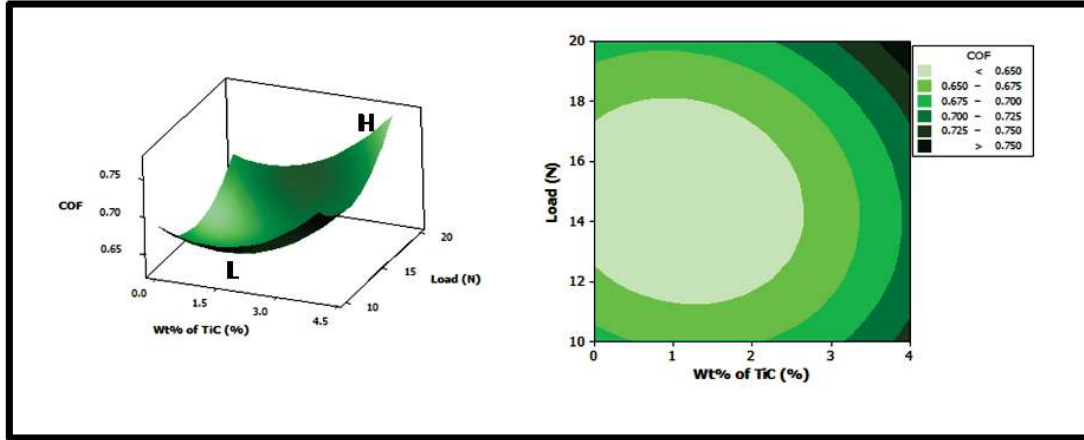 H
0.75
COF
0.70
0.65
L
20
15
10
Load (N)
0.0
1.5
3.0
4.5
Wt% of TiC (%)
20
18
16
14
12
10
Load (N)
0
1
2
3
4
Wt% of TiC (%)
COF
< 0.650
0.650 – 0.675
0.675 – 0.700
0.700 – 0.725
0.725 – 0.750
> 0.750